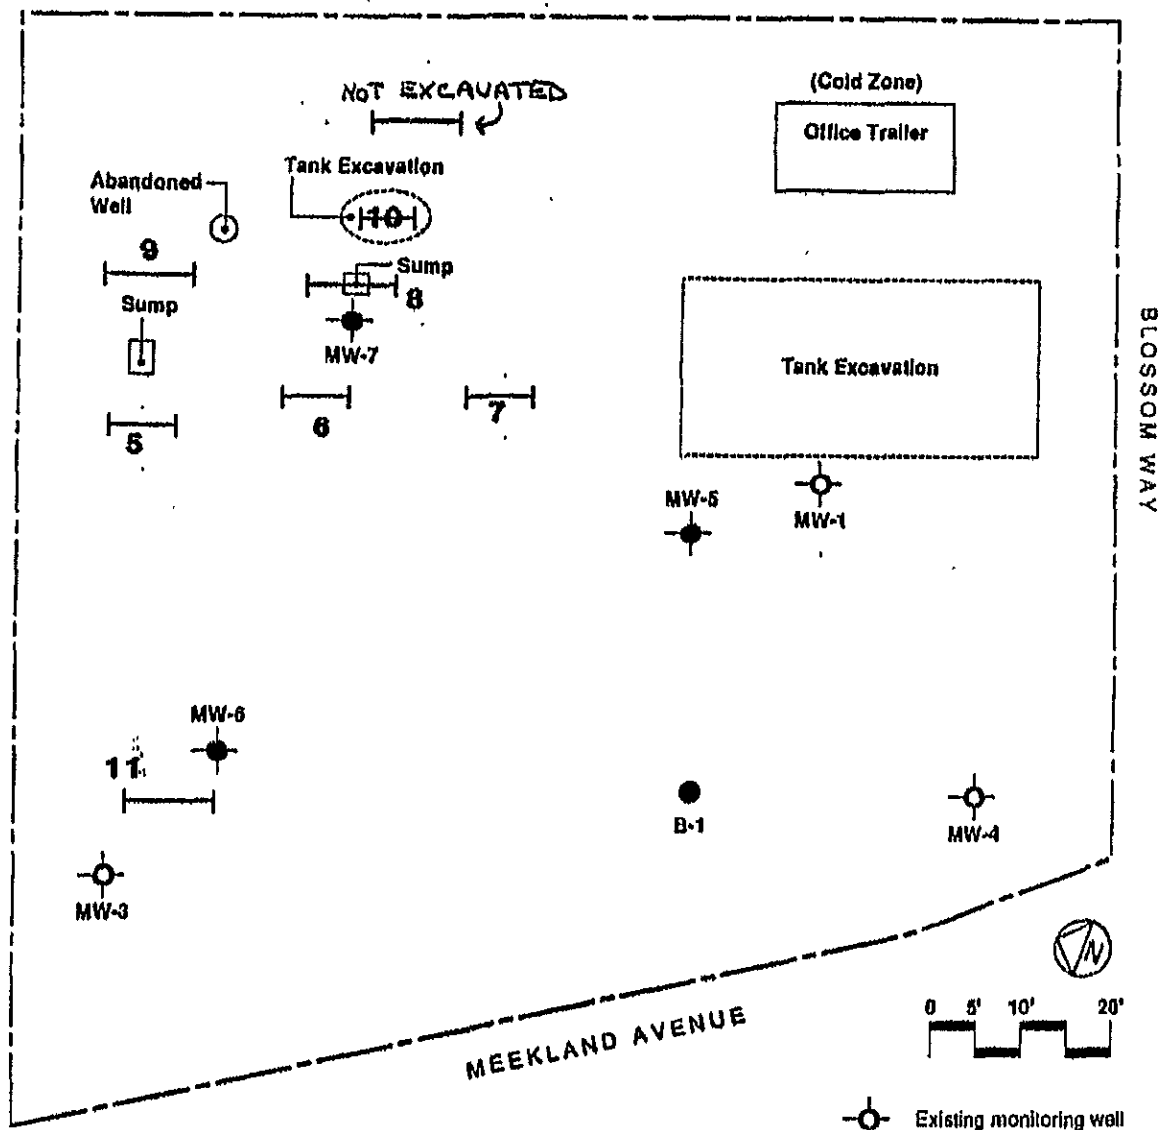 NOT EXCAVATED
(Cold Zone)
Office Trailer
Tank Excavation
Abandoned
Well
10
9
Sump
8
Sump
MW-7
Tank Excavation
BLOSSOM WAY
6
7
5
MW-5
MW-1
MW-6
11
B-1
MW-4
MW-3
N
0 5' 10' 20'
MEEKLAND AVENUE
Existing monitoring well